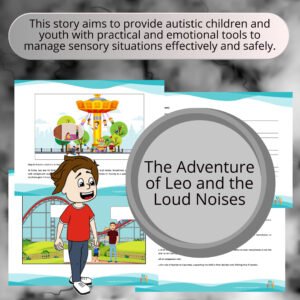 This story aims to provide autistic children and
youth with practical and emotional tools to
manage sensory situations effectively and safely.
The Adventure
of Leo and the
Loud Noises